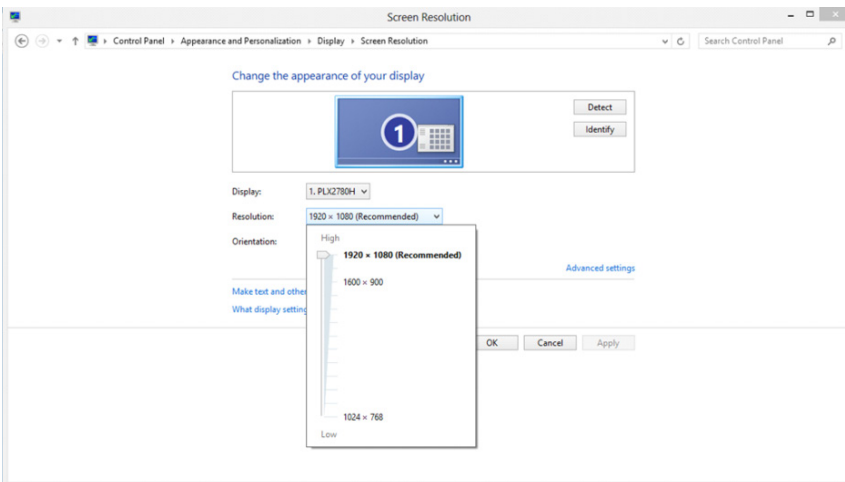 Screen Resolution
Control Panel Appearance and Personalization Display Screen Resolution
Search Control Panel
Change the appearance of your display
1
Detect
Identify
Display: 1. PLX2780H
Resolution: 1920 × 1080 (Recommended)
Orientation:
High
1920 × 1080 (Recommended)
1600 × 900
1024 × 768
Low
Advanced settings
Make text and other
What display setting
OK Cancel Apply